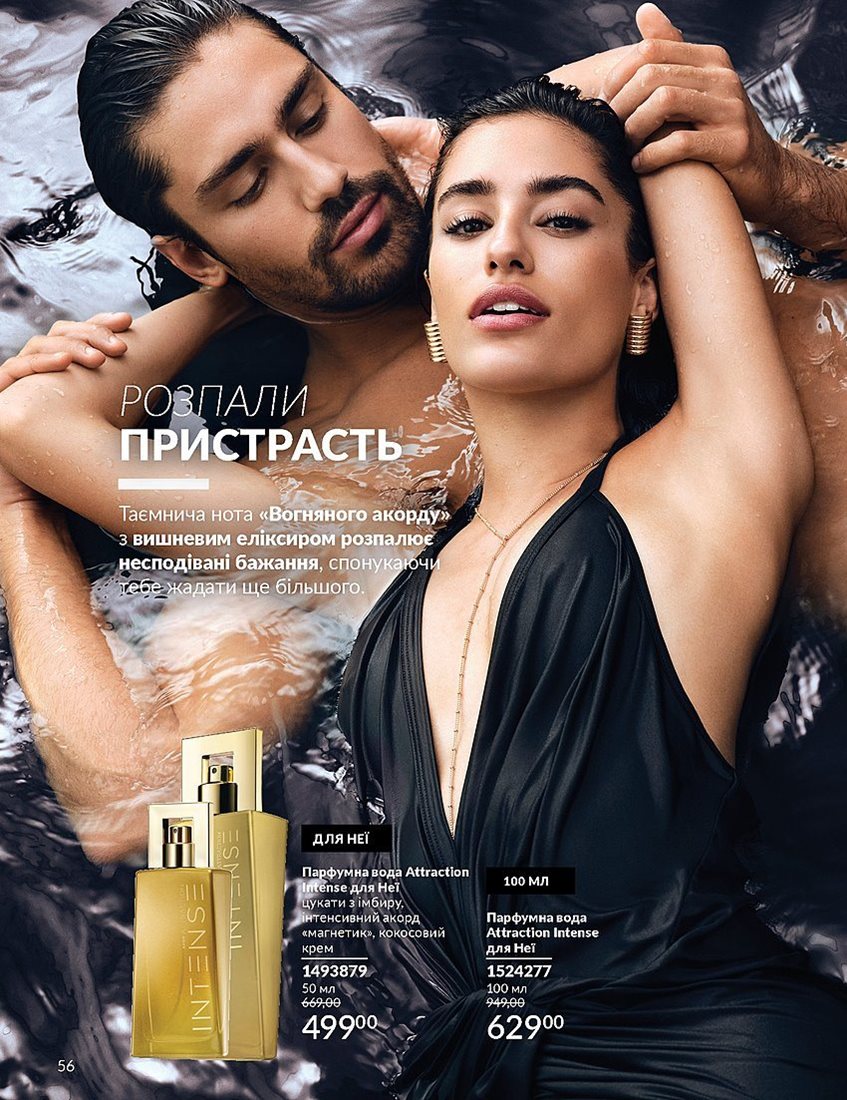 РОЗПАЛИ
ПРИСТРАСТЬ
Таємнича нота «Вогняного акорду»
з вишневим еліксиром розпалює
несподівані бажання, спонукаючи
тебе жадати ще більшого.
INTENSE
INTENSE
ДЛЯ НЕЇ
Парфумна вода Attraction
Intense для Неї
цукати з імбиру,
інтенсивний акорд
«магнетик», кокосовий
крем
1493879
50 мл
669,00
49900
100 МЛ
Парфумна вода
Attraction Intense
для Неї
1524277
100 мл
949,00
62900
56